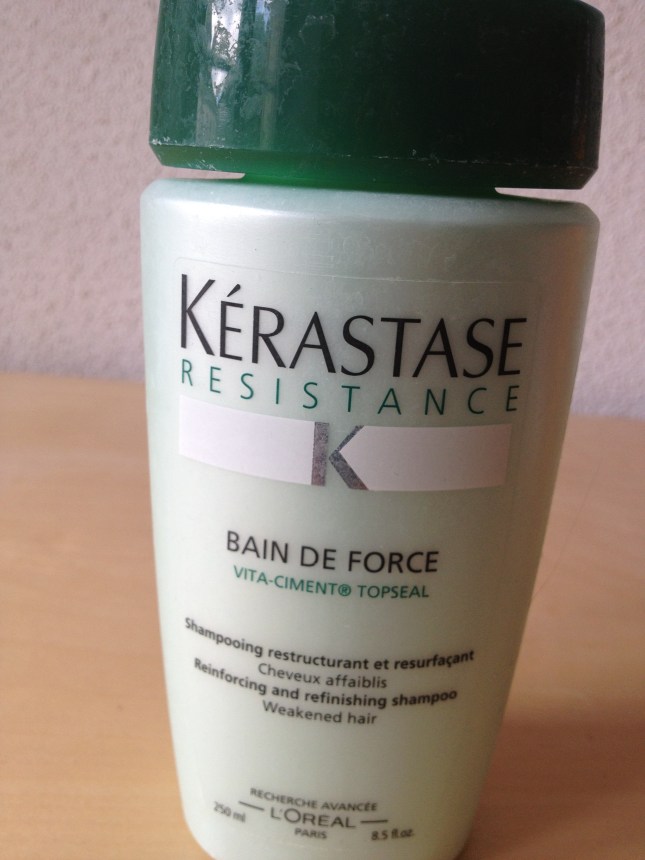 KÉRASTASE
RESISTANCE
K
BAIN DE FORCE
VITA-CIMENT® TOPSEAL
Shampooing restructurant et resurfaçant
Cheveux affaiblis
Reinforcing and refinishing shampoo
Weakened hair
RECHERCHE AVANCÉE
250 ml L'ORÉAL 8.5 fl.oz.
PARIS